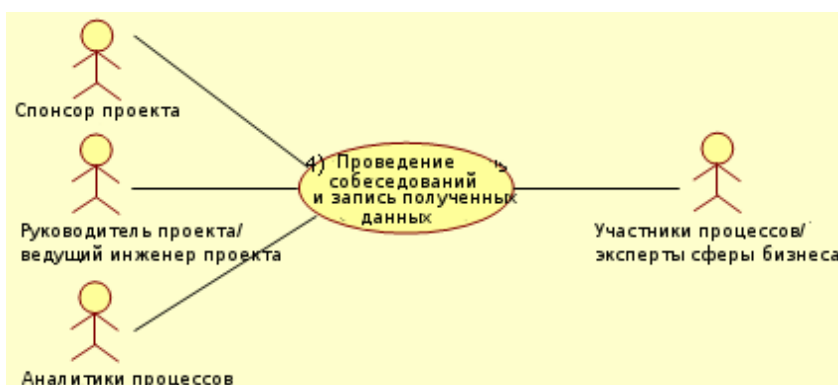 Спонсор проекта
4) Проведение
собеседований
и запись полученных
данных
Руководитель проекта/
ведущий инженер проекта
Участники процессов/
эксперты сферы бизнеса
Аналитики процессов